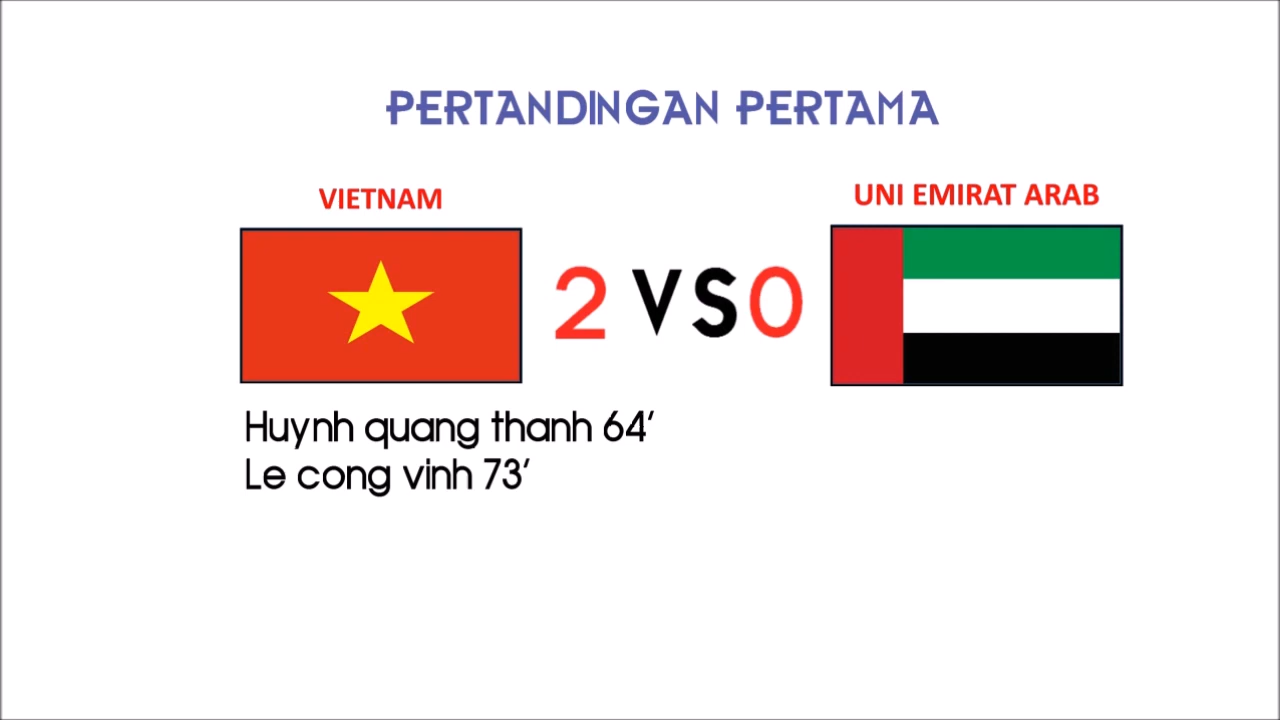 PERTANDINGAN PERTAMA
VIETNAM
UNI EMIRAT ARAB
2 VS 0
Huynh quang thanh 64'
Le cong vinh 73'